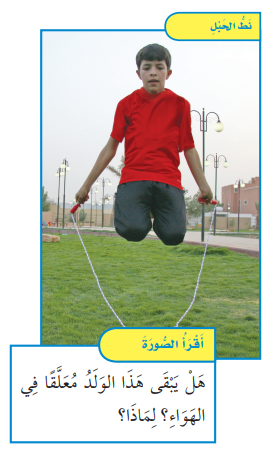 نَطُّ الحَبْلِ
أَقْرَأُ الصُّورَةَ
هَلْ يَبْقَى هَذَا الوَلَدُ مُعَلَّقًا فِي
الهَوَاءِ؟ لِمَاذَا؟